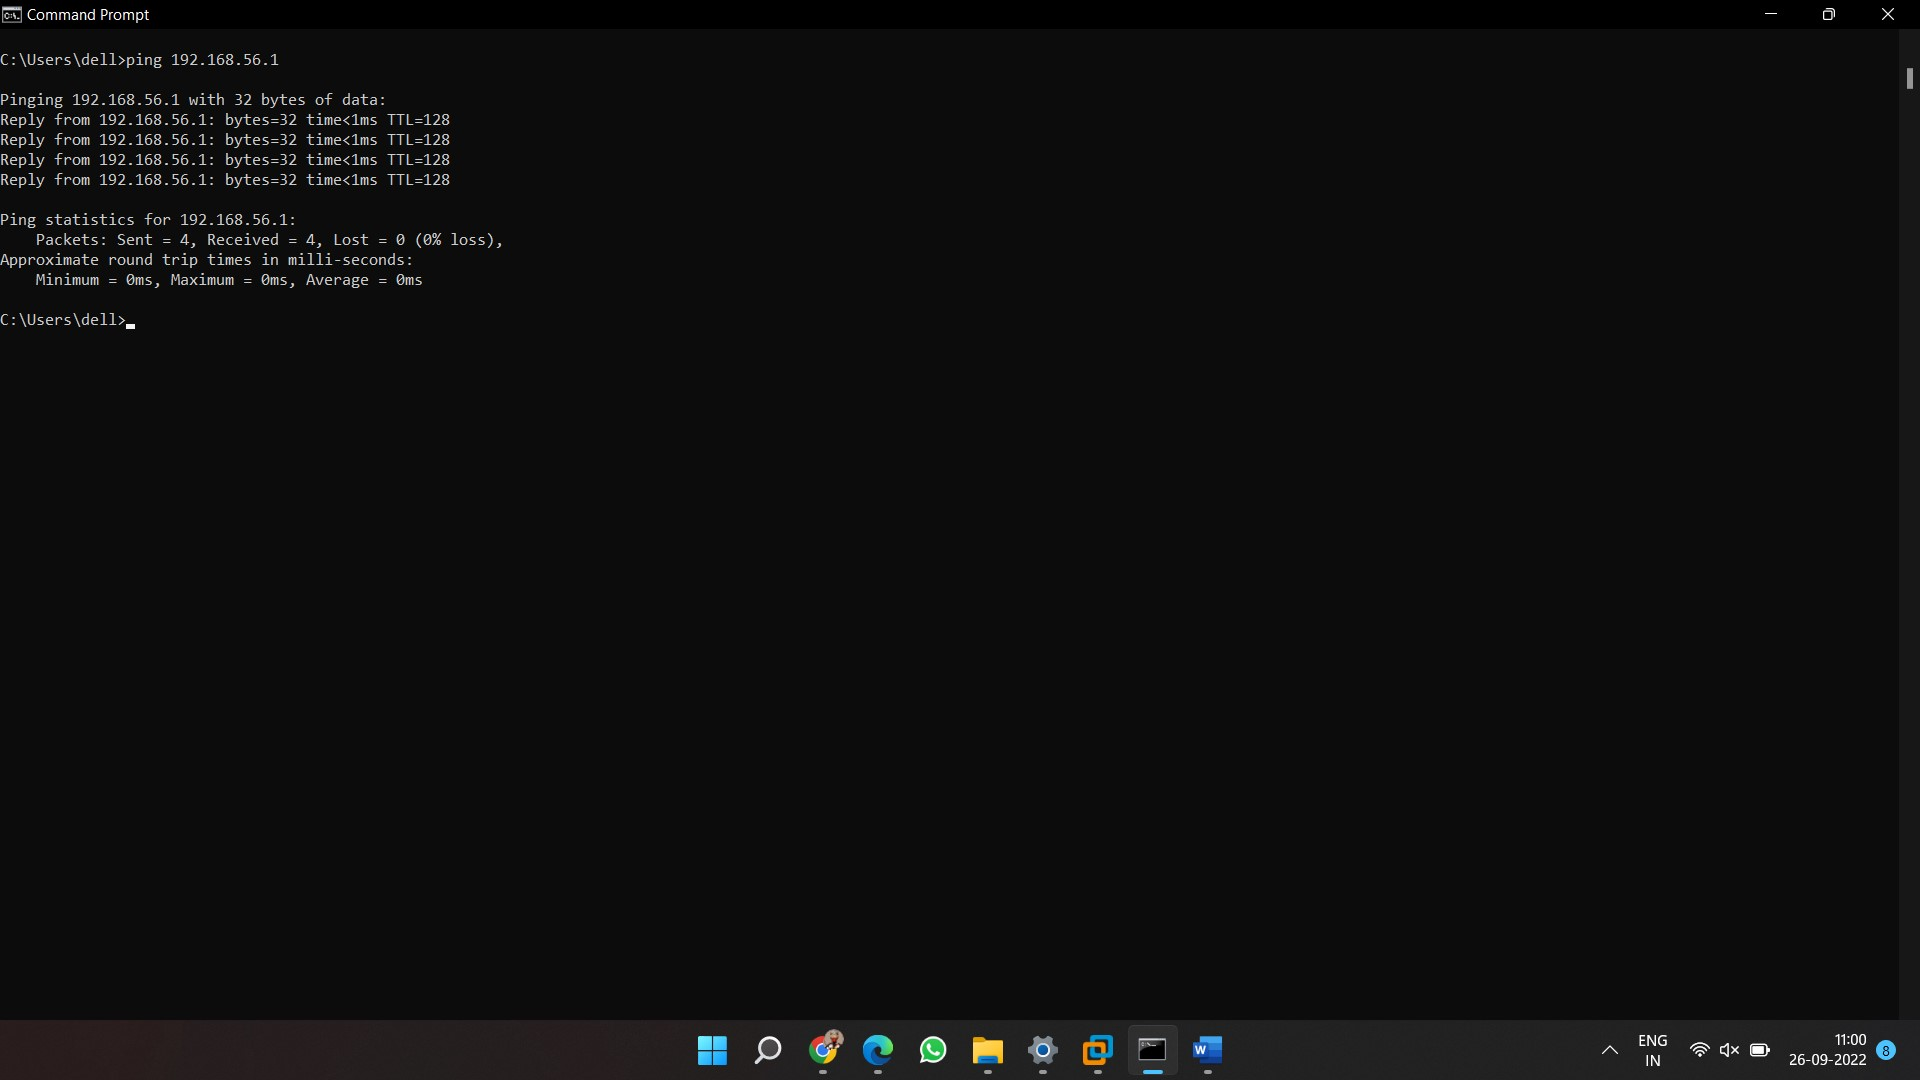 Command Prompt
C:\Users\dell>ping 192.168.56.1
Pinging 192.168.56.1 with 32 bytes of data:
Reply from 192.168.56.1: bytes=32 time<1ms TTL=128
Reply from 192.168.56.1: bytes=32 time<1ms TTL=128
Reply from 192.168.56.1: bytes=32 time<1ms TTL=128
Reply from 192.168.56.1: bytes=32 time<1ms TTL=128
Ping statistics for 192.168.56.1:
    Packets: Sent = 4, Received = 4, Lost = 0 (0% loss),
Approximate round trip times in milli-seconds:
    Minimum = 0ms, Maximum = 0ms, Average = 0ms
C:\Users\dell>
W
ENG
IN
11:00
26-09-2022
8